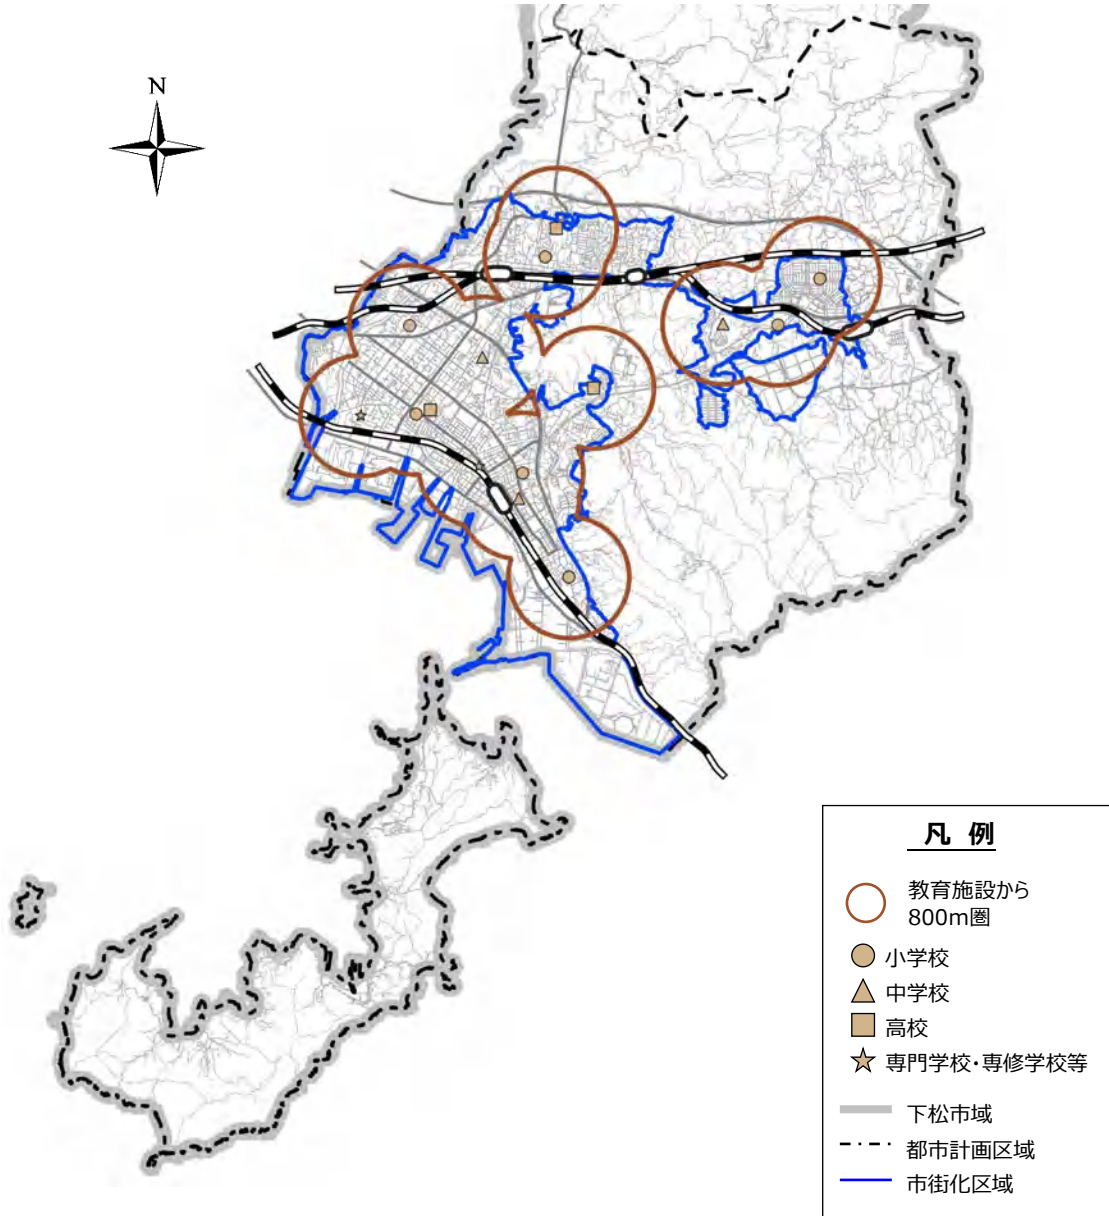 N
凡 例
教育施設から
800m圏
小学校
中学校
高校
専門学校・専修学校等
下松市域
都市計画区域
市街化区域